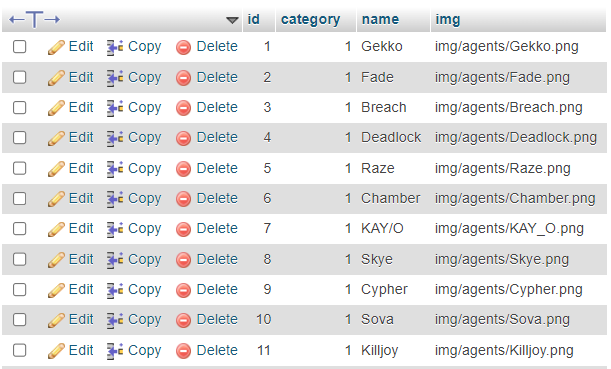 id category name img
Edit Copy Delete 1 1 Gekko img/agents/Gekko.png
Edit Copy Delete 2 1 Fade img/agents/Fade.png
Edit Copy Delete 3 1 Breach img/agents/Breach.png
Edit Copy Delete 4 1 Deadlock img/agents/Deadlock.png
Edit Copy Delete 5 1 Raze img/agents/Raze.png
Edit Copy Delete 6 1 Chamber img/agents/Chamber.png
Edit Copy Delete 7 1 KAY/O img/agents/KAY_O.png
Edit Copy Delete 8 1 Skye img/agents/Skye.png
Edit Copy Delete 9 1 Cypher img/agents/Cypher.png
Edit Copy Delete 10 1 Sova img/agents/Sova.png
Edit Copy Delete 11 1 Killjoy img/agents/Killjoy.png